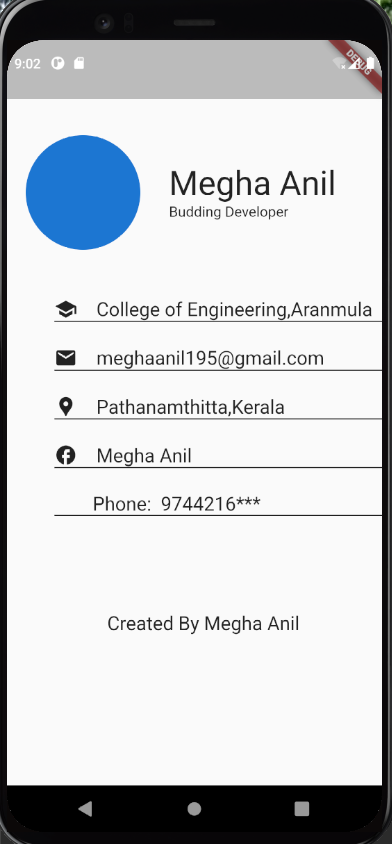 9:02
DEBUG
Megha Anil
Budding Developer
College of Engineering,Aranmula
meghaanil195@gmail.com
Pathanamthitta,Kerala
Megha Anil
Phone: 9744216***
Created By Megha Anil